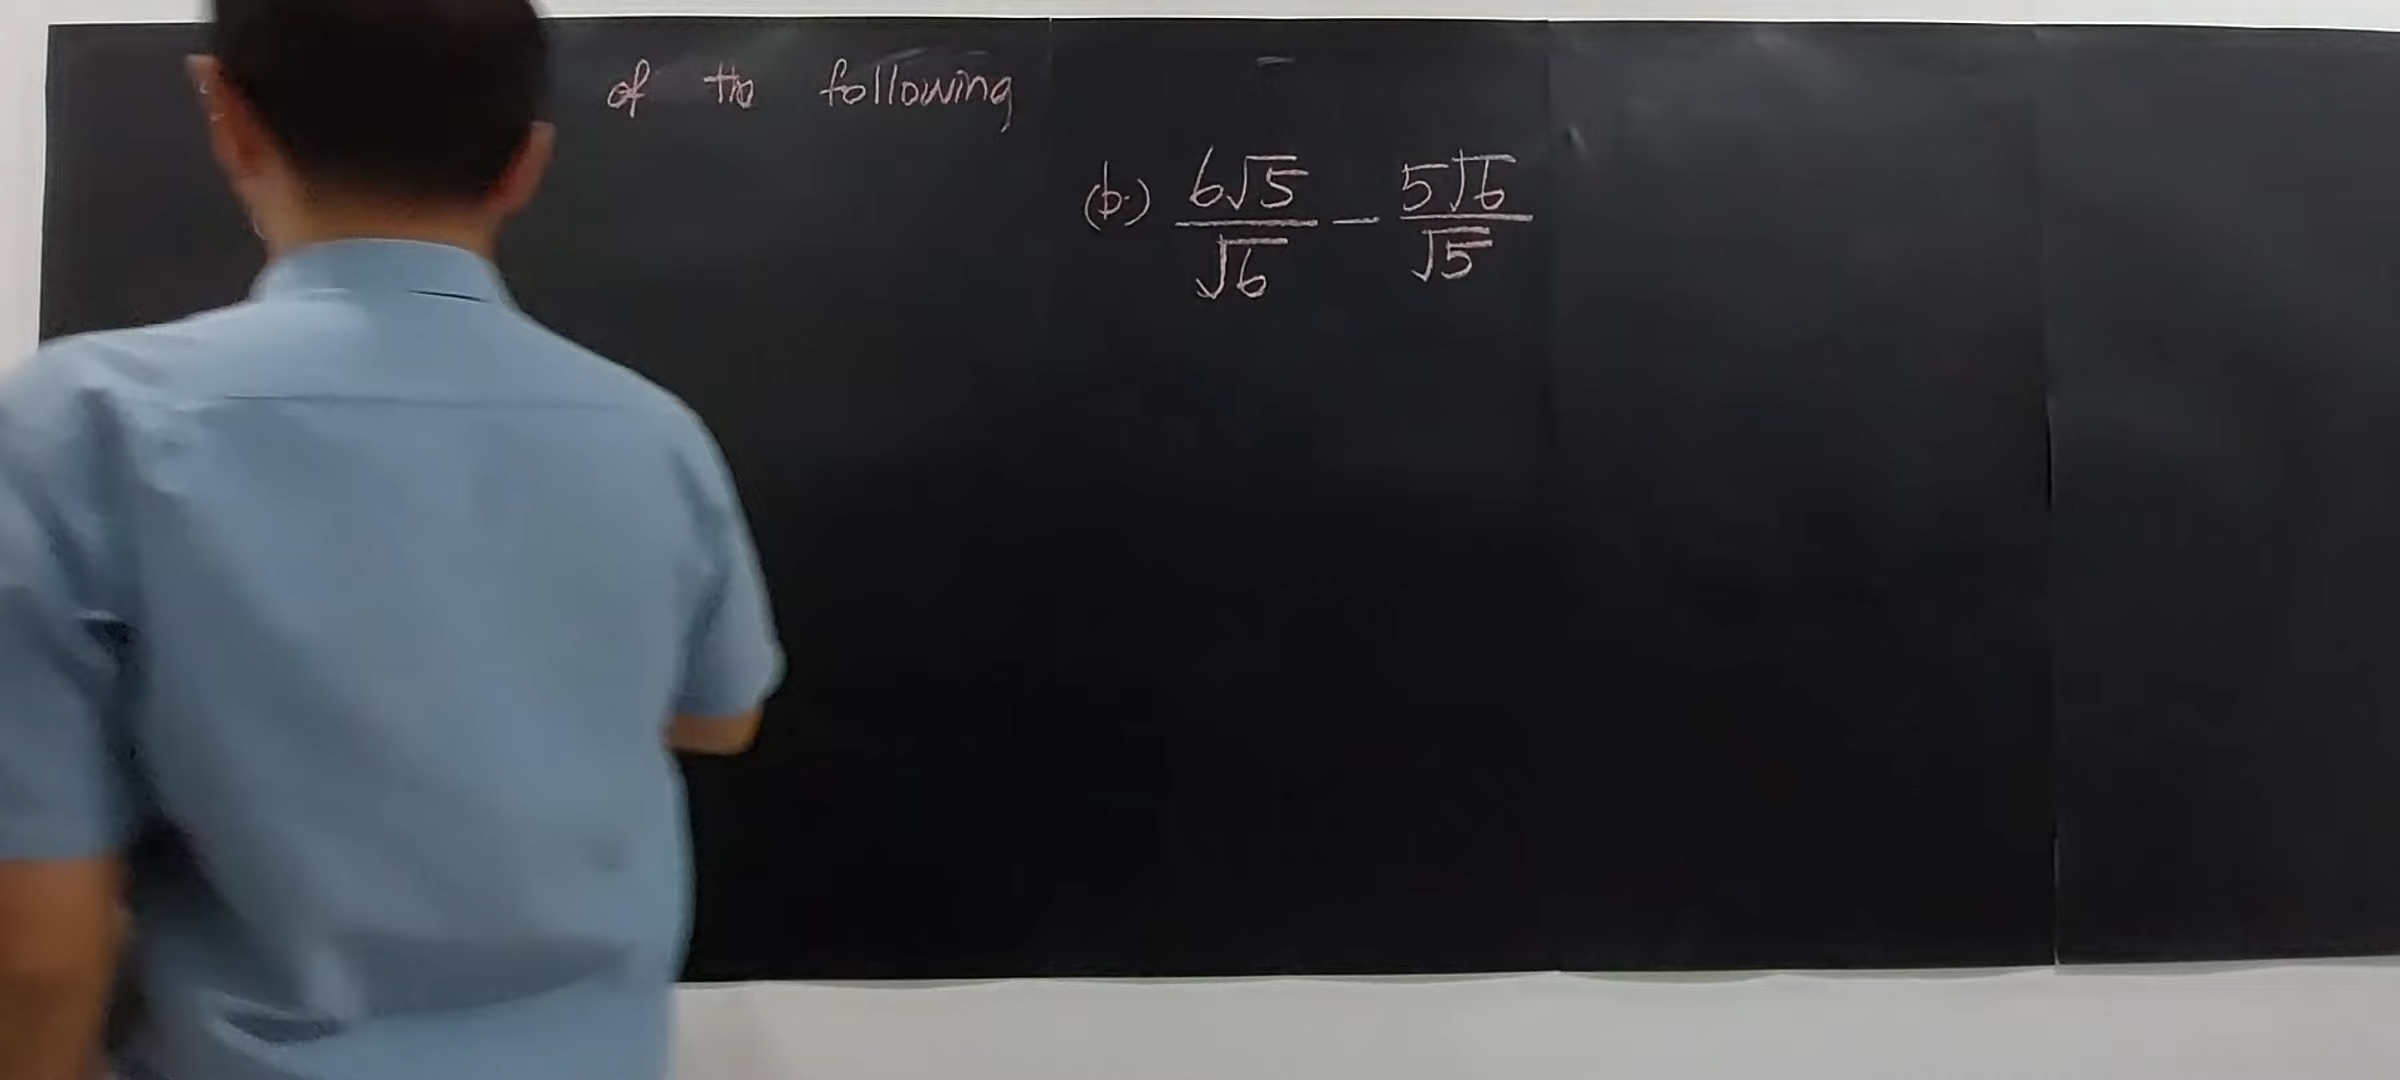 of the following
(b.) 6√5/√6 − 5√6/√5